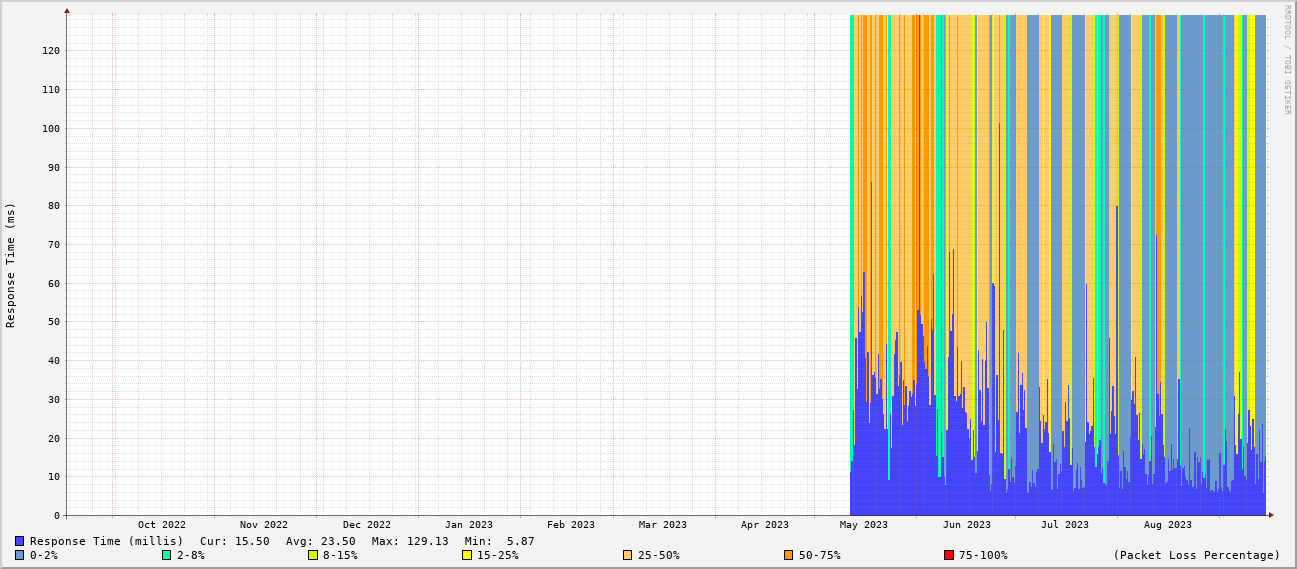 RRDTOOL / TOBI OETIKER
Response Time (ms)
120
110
100
90
80
70
60
50
40
30
20
10
0
Oct 2022 Nov 2022 Dec 2022 Jan 2023 Feb 2023 Mar 2023 Apr 2023 May 2023 Jun 2023 Jul 2023 Aug 2023
Response Time (millis) Cur: 15.50 Avg: 23.50 Max: 129.13 Min: 5.87
0-2% 2-8% 8-15% 15-25% 25-50% 50-75% 75-100% (Packet Loss Percentage)